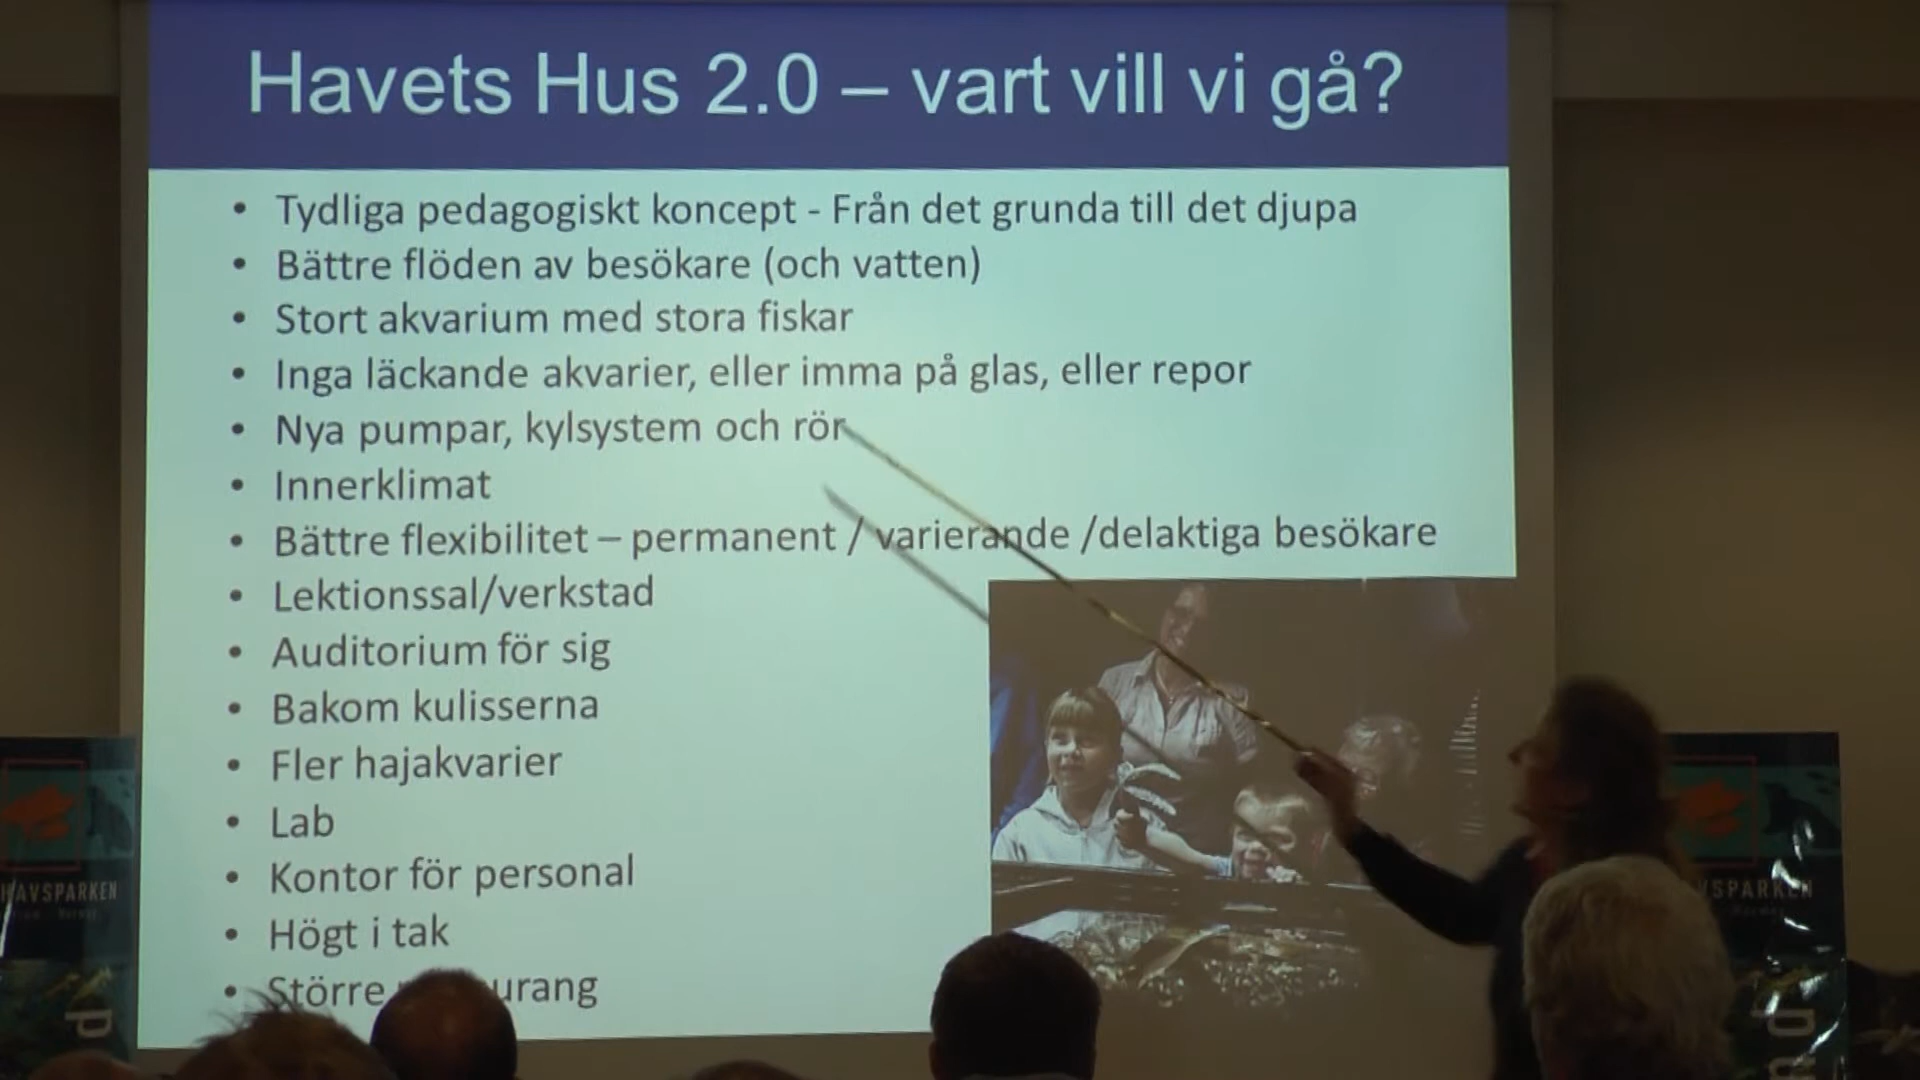 Havets Hus 2.0 – vart vill vi gå?
• Tydliga pedagogiskt koncept - Från det grunda till det djupa
• Bättre flöden av besökare (och vatten)
• Stort akvarium med stora fiskar
• Inga läckande akvarier, eller imma på glas, eller repor
• Nya pumpar, kylsystem och rör
• Innerklimat
• Bättre flexibilitet – permanent / varierande /delaktiga besökare
• Lektionssal/verkstad
• Auditorium för sig
• Bakom kulisserna
• Fler hajakvarier
• Lab
• Kontor för personal
• Högt i tak
• Större
HAVSPARKEN